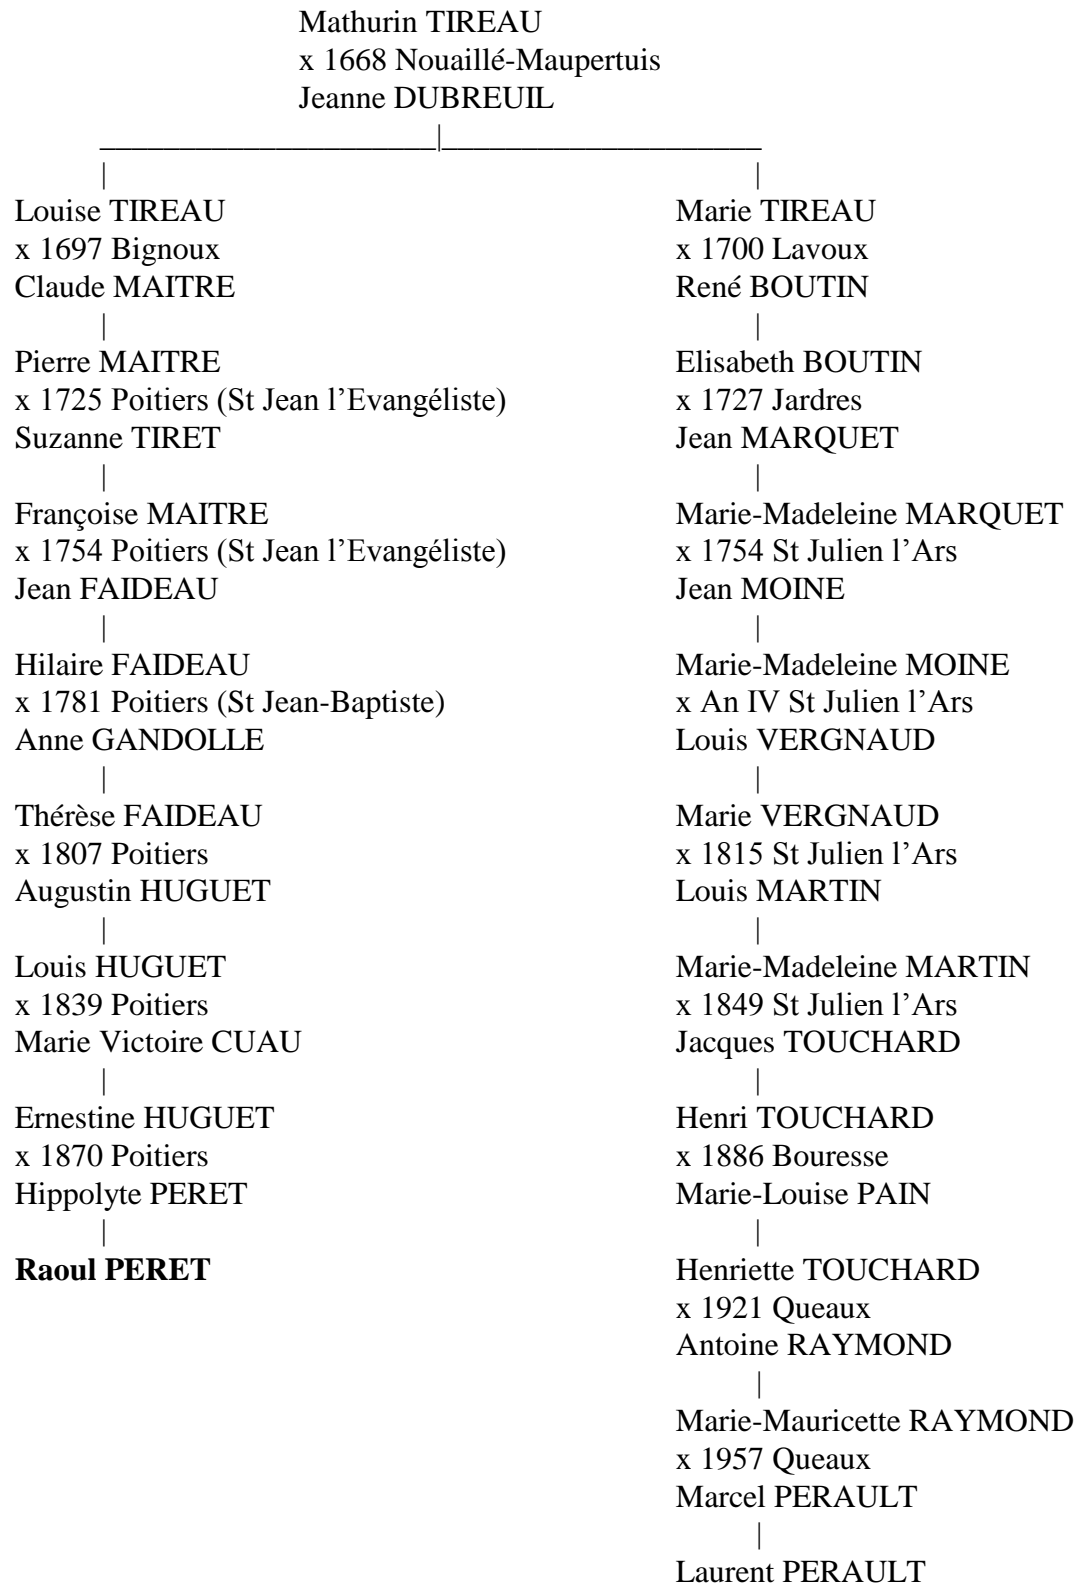 Mathurin TIREAU
x 1668 Nouaillé-Maupertuis
Jeanne DUBREUIL
Louise TIREAU
x 1697 Bignoux
Claude MAITRE
Pierre MAITRE
x 1725 Poitiers (St Jean l’Evangéliste)
Suzanne TIRET
Françoise MAITRE
x 1754 Poitiers (St Jean l’Evangéliste)
Jean FAIDEAU
Hilaire FAIDEAU
x 1781 Poitiers (St Jean-Baptiste)
Anne GANDOLLE
Thérèse FAIDEAU
x 1807 Poitiers
Augustin HUGUET
Louis HUGUET
x 1839 Poitiers
Marie Victoire CUAU
Ernestine HUGUET
x 1870 Poitiers
Hippolyte PERET
Raoul PERET
Marie TIREAU
x 1700 Lavoux
René BOUTIN
Elisabeth BOUTIN
x 1727 Jardres
Jean MARQUET
Marie-Madeleine MARQUET
x 1754 St Julien l’Ars
Jean MOINE
Marie-Madeleine MOINE
x An IV St Julien l’Ars
Louis VERGNAUD
Marie VERGNAUD
x 1815 St Julien l’Ars
Louis MARTIN
Marie-Madeleine MARTIN
x 1849 St Julien l’Ars
Jacques TOUCHARD
Henri TOUCHARD
x 1886 Bouresse
Marie-Louise PAIN
Henriette TOUCHARD
x 1921 Queaux
Antoine RAYMOND
Marie-Mauricette RAYMOND
x 1957 Queaux
Marcel PERAULT
Laurent PERAULT